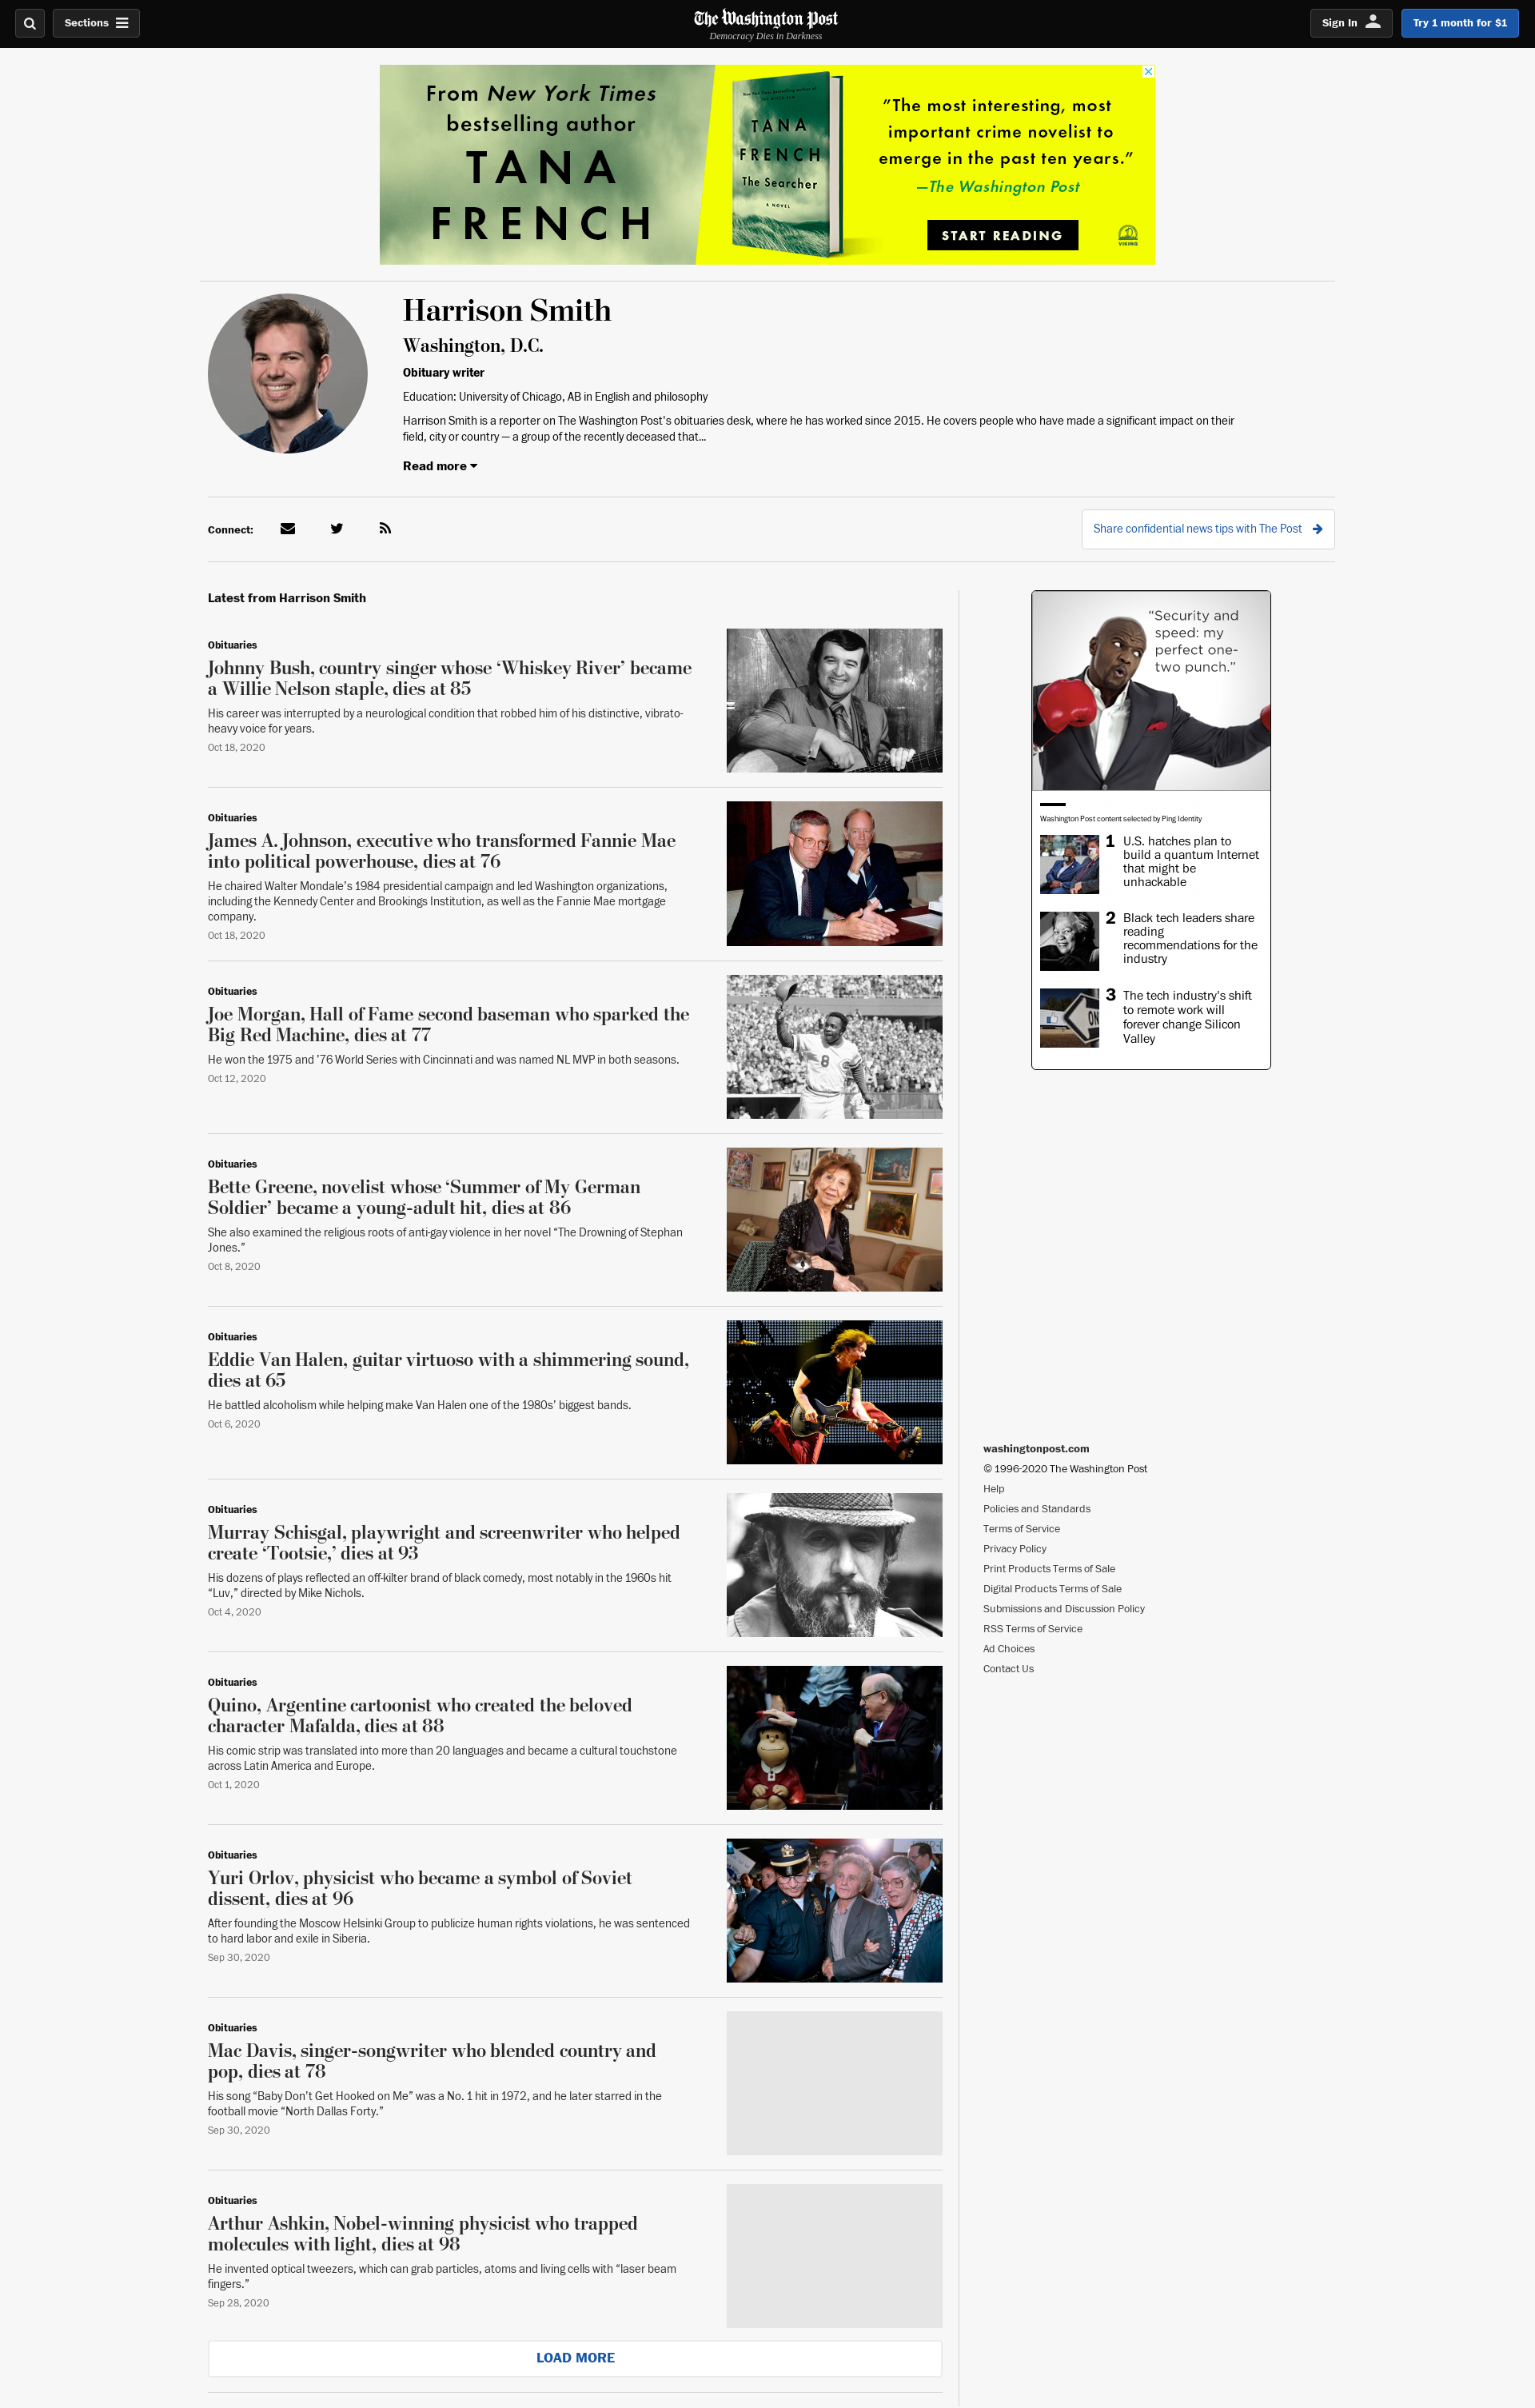 Sections
The Washington Post
Democracy Dies in Darkness
Sign In
Try 1 month for $1
From New York Times
bestselling author
TANA
FRENCH
TANA
FRENCH
The Searcher
A NOVEL
"The most interesting, most
important crime novelist to
emerge in the past ten years."
—The Washington Post
START READING
VIKING
Harrison Smith
Washington, D.C.
Obituary writer
Education: University of Chicago, AB in English and philosophy
Harrison Smith is a reporter on The Washington Post's obituaries desk, where he has worked since 2015. He covers people who have made a significant impact on their
field, city or country — a group of the recently deceased that...
Read more
Connect:
Share confidential news tips with The Post
Latest from Harrison Smith
Obituaries
Johnny Bush, country singer whose ‘Whiskey River’ became
a Willie Nelson staple, dies at 85
His career was interrupted by a neurological condition that robbed him of his distinctive, vibrato-
heavy voice for years.
Oct 18, 2020
Obituaries
James A. Johnson, executive who transformed Fannie Mae
into political powerhouse, dies at 76
He chaired Walter Mondale’s 1984 presidential campaign and led Washington organizations,
including the Kennedy Center and Brookings Institution, as well as the Fannie Mae mortgage
company.
Oct 18, 2020
Obituaries
Joe Morgan, Hall of Fame second baseman who sparked the
Big Red Machine, dies at 77
He won the 1975 and ’76 World Series with Cincinnati and was named NL MVP in both seasons.
Oct 12, 2020
8
Obituaries
Bette Greene, novelist whose ‘Summer of My German
Soldier’ became a young-adult hit, dies at 86
She also examined the religious roots of anti-gay violence in her novel “The Drowning of Stephan
Jones.”
Oct 8, 2020
Obituaries
Eddie Van Halen, guitar virtuoso with a shimmering sound,
dies at 65
He battled alcoholism while helping make Van Halen one of the 1980s’ biggest bands.
Oct 6, 2020
Obituaries
Murray Schisgal, playwright and screenwriter who helped
create ‘Tootsie,’ dies at 93
His dozens of plays reflected an off-kilter brand of black comedy, most notably in the 1960s hit
“Luv,” directed by Mike Nichols.
Oct 4, 2020
Obituaries
Quino, Argentine cartoonist who created the beloved
character Mafalda, dies at 88
His comic strip was translated into more than 20 languages and became a cultural touchstone
across Latin America and Europe.
Oct 1, 2020
Obituaries
Yuri Orlov, physicist who became a symbol of Soviet
dissent, dies at 96
After founding the Moscow Helsinki Group to publicize human rights violations, he was sentenced
to hard labor and exile in Siberia.
Sep 30, 2020
Obituaries
Mac Davis, singer-songwriter who blended country and
pop, dies at 78
His song “Baby Don’t Get Hooked on Me” was a No. 1 hit in 1972, and he later starred in the
football movie “North Dallas Forty.”
Sep 30, 2020
Obituaries
Arthur Ashkin, Nobel-winning physicist who trapped
molecules with light, dies at 98
He invented optical tweezers, which can grab particles, atoms and living cells with “laser beam
fingers.”
Sep 28, 2020
LOAD MORE
“Security and
speed: my
perfect one-
two punch.”
Washington Post content selected by Ping Identity
1 U.S. hatches plan to
build a quantum Internet
that might be
unhackable
2 Black tech leaders share
reading
recommendations for the
industry
ON
3 The tech industry's shift
to remote work will
forever change Silicon
Valley
washingtonpost.com
© 1996-2020 The Washington Post
Help
Policies and Standards
Terms of Service
Privacy Policy
Print Products Terms of Sale
Digital Products Terms of Sale
Submissions and Discussion Policy
RSS Terms of Service
Ad Choices
Contact Us